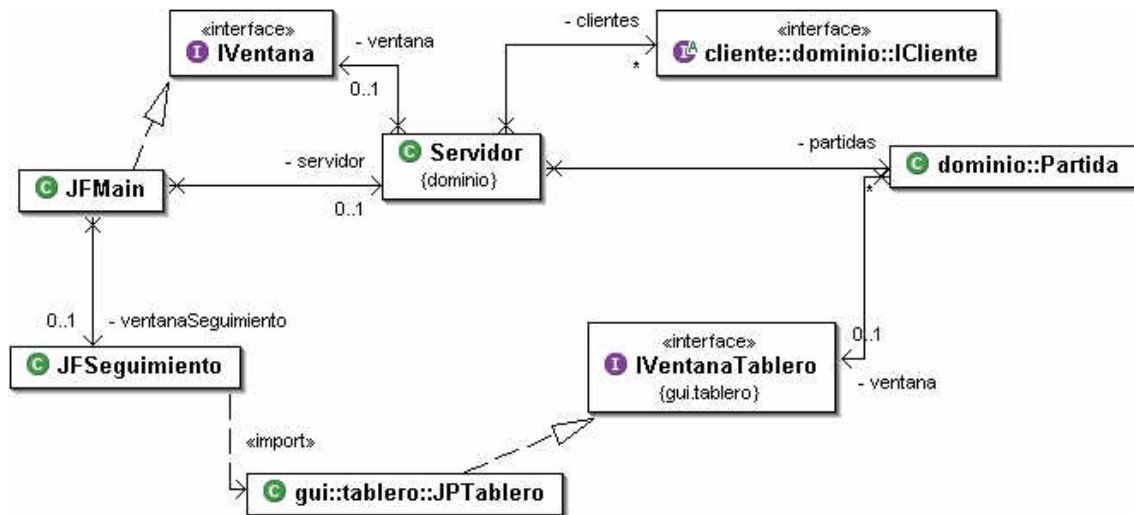 «interface»
IVentana
- ventana
0..1
- clientes
*
«interface»
cliente::dominio::ICliente
Servidor
{dominio}
- servidor
0..1
JFMain
- partidas
*
dominio::Partida
0..1
- ventanaSeguimiento
JFSeguimiento
«interface»
IVentanaTablero
{gui.tablero}
0..1
- ventana
«import»
gui::tablero::JPTablero